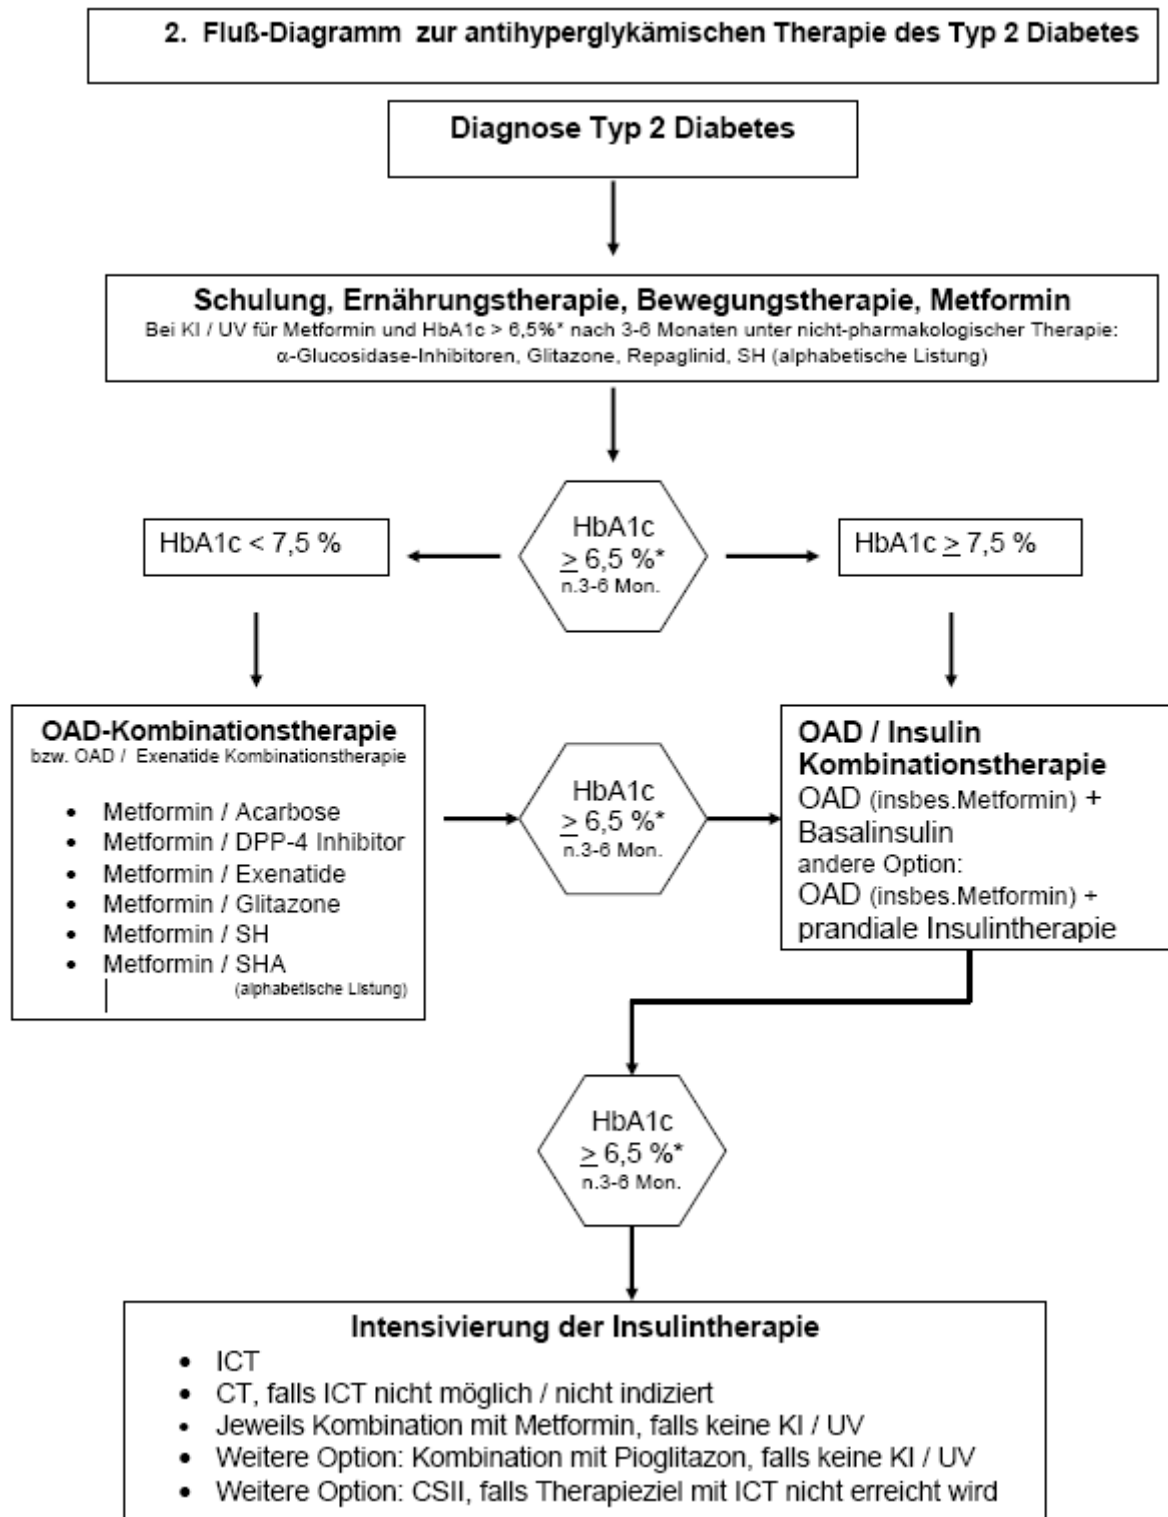 2. Fluß-Diagramm zur antihyperglykämischen Therapie des Typ 2 Diabetes
Diagnose Typ 2 Diabetes
Schulung, Ernährungstherapie, Bewegungstherapie, Metformin
Bei KI / UV für Metformin und HbA1c > 6,5%* nach 3-6 Monaten unter nicht-pharmakologischer Therapie:
α-Glucosidase-Inhibitoren, Glitazone, Repaglinid, SH (alphabetische Listung)
HbA1c
≥ 6,5 %*
n.3-6 Mon.
HbA1c < 7,5 %
HbA1c ≥ 7,5 %
OAD-Kombinationstherapie
bzw. OAD / Exenatide Kombinationstherapie
• Metformin / Acarbose
• Metformin / DPP-4 Inhibitor
• Metformin / Exenatide
• Metformin / Glitazone
• Metformin / SH
• Metformin / SHA
(alphabetische Listung)
HbA1c
≥ 6,5 %*
n.3-6 Mon.
OAD / Insulin
Kombinationstherapie
OAD (insbes.Metformin) +
Basalinsulin
andere Option:
OAD (insbes.Metformin) +
prandiale Insulintherapie
HbA1c
≥ 6,5 %*
n.3-6 Mon.
Intensivierung der Insulintherapie
• ICT
• CT, falls ICT nicht möglich / nicht indiziert
• Jeweils Kombination mit Metformin, falls keine KI / UV
• Weitere Option: Kombination mit Pioglitazon, falls keine KI / UV
• Weitere Option: CSII, falls Therapieziel mit ICT nicht erreicht wird